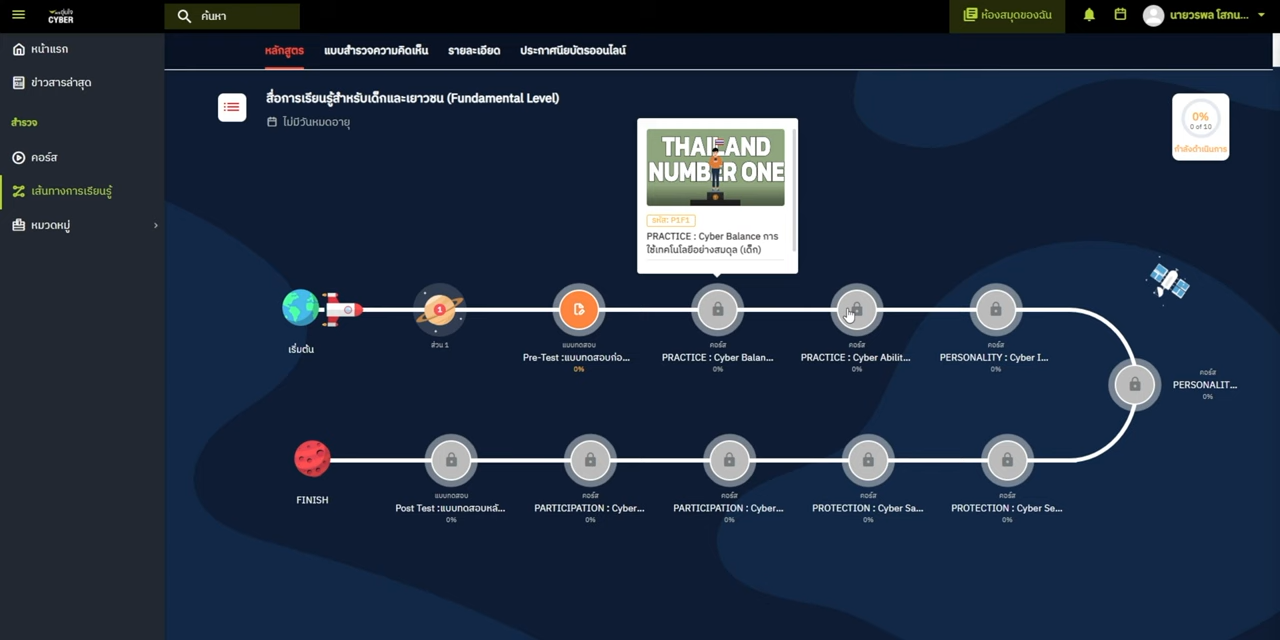 อุ่นใจ
CYBER
ค้นหา
ห้องสมุดของฉัน
นายวรพล โสภน...
หน้าแรก
ข่าวสารล่าสุด
สำรวจ
คอร์ส
เส้นทางการเรียนรู้
หมวดหมู่
หลักสูตร
แบบสำรวจความคิดเห็น
รายละเอียด
ประกาศนียบัตรออนไลน์
สื่อการเรียนรู้สำหรับเด็กและเยาวชน (Fundamental Level)
ไม่มีวันหมดอายุ
0%
0 of 10
กำลังดำเนินการ
THAILAND
NUMBER ONE
รหัส: P1F1
PRACTICE : Cyber Balance การ
ใช้เทคโนโลยีอย่างสมดุล (เด็ก)
เริ่มต้น
1
ส่วน 1
แบบทดสอบ
Pre-Test :แบบทดสอบก่อ...
0%
คอร์ส
PRACTICE : Cyber Balan...
0%
คอร์ส
PRACTICE : Cyber Abilit...
0%
คอร์ส
PERSONALITY : Cyber I...
0%
คอร์ส
PERSONALIT...
0%
FINISH
แบบทดสอบ
Post Test :แบบทดสอบหลั...
0%
คอร์ส
PARTICIPATION : Cyber...
0%
คอร์ส
PARTICIPATION : Cyber...
0%
คอร์ส
PROTECTION : Cyber Sa...
0%
คอร์ส
PROTECTION : Cyber Se...
0%